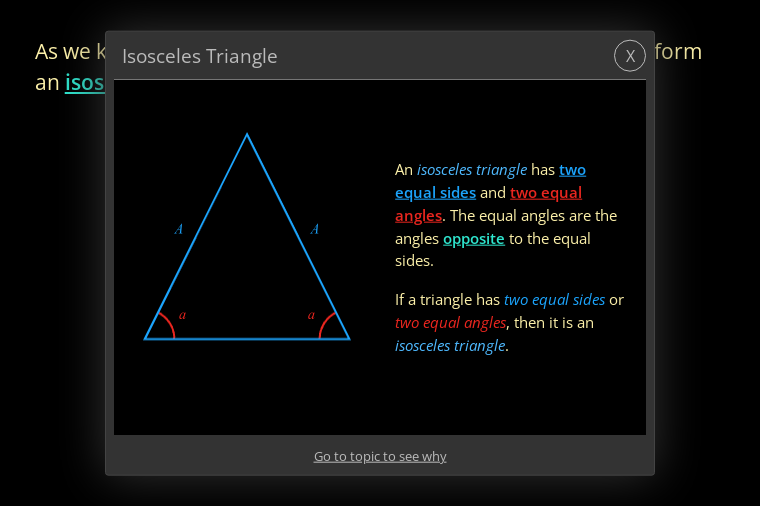 As we k
form
an isos
Isosceles Triangle
X
A
A
a
a
An isosceles triangle has two
equal sides and two equal
angles. The equal angles are the
angles opposite to the equal
sides.
If a triangle has two equal sides or
two equal angles, then it is an
isosceles triangle.
Go to topic to see why